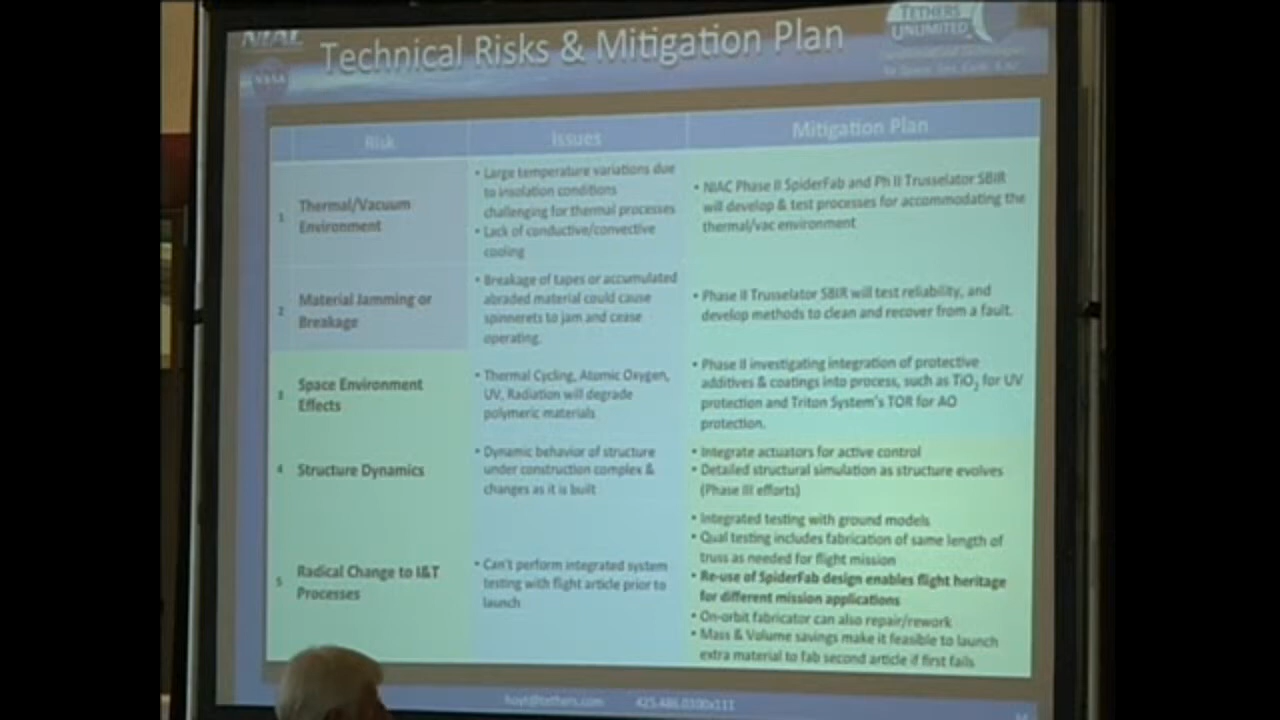 NIAC
Technical Risks & Mitigation Plan
TETHERS
UNLIMITED
NASA
Risk
Issues
Mitigation Plan
1
Thermal/Vacuum
Environment
• Large temperature variations due
to insolation conditions
challenging for thermal processes
• Lack of conductive/convective
cooling
• NIAC Phase II SpiderFab and Ph II Trusselator SBIR
will develop & test processes for accommodating the
thermal/vac environment
2
Material Jamming or
Breakage
• Breakage of tapes or accumulated
abraded material could cause
spinnerets to jam and cease
operating.
• Phase II Trusselator SBIR will test reliability, and
develop methods to clean and recover from a fault.
3
Space Environment
Effects
• Thermal Cycling, Atomic Oxygen,
UV, Radiation will degrade
polymeric materials
• Phase II investigating integration of protective
additives & coatings into process, such as TiO2 for UV
protection and Triton System's TOR for AO
protection.
4
Structure Dynamics
• Dynamic behavior of structure
under construction complex &
changes as it is built
• Integrate actuators for active control
• Detailed structural simulation as structure evolves
(Phase III efforts)
5
Radical Change to I&T
Processes
• Can't perform integrated system
testing with flight article prior to
launch
• Integrated testing with ground models
• Qual testing includes fabrication of same length of
truss as needed for flight mission
• Re-use of SpiderFab design enables flight heritage
for different mission applications
• On-orbit fabricator can also repair/rework
• Mass & Volume savings make it feasible to launch
extra material to fab second article if first fails
hoyt@tethers.com
425.486.0100x111